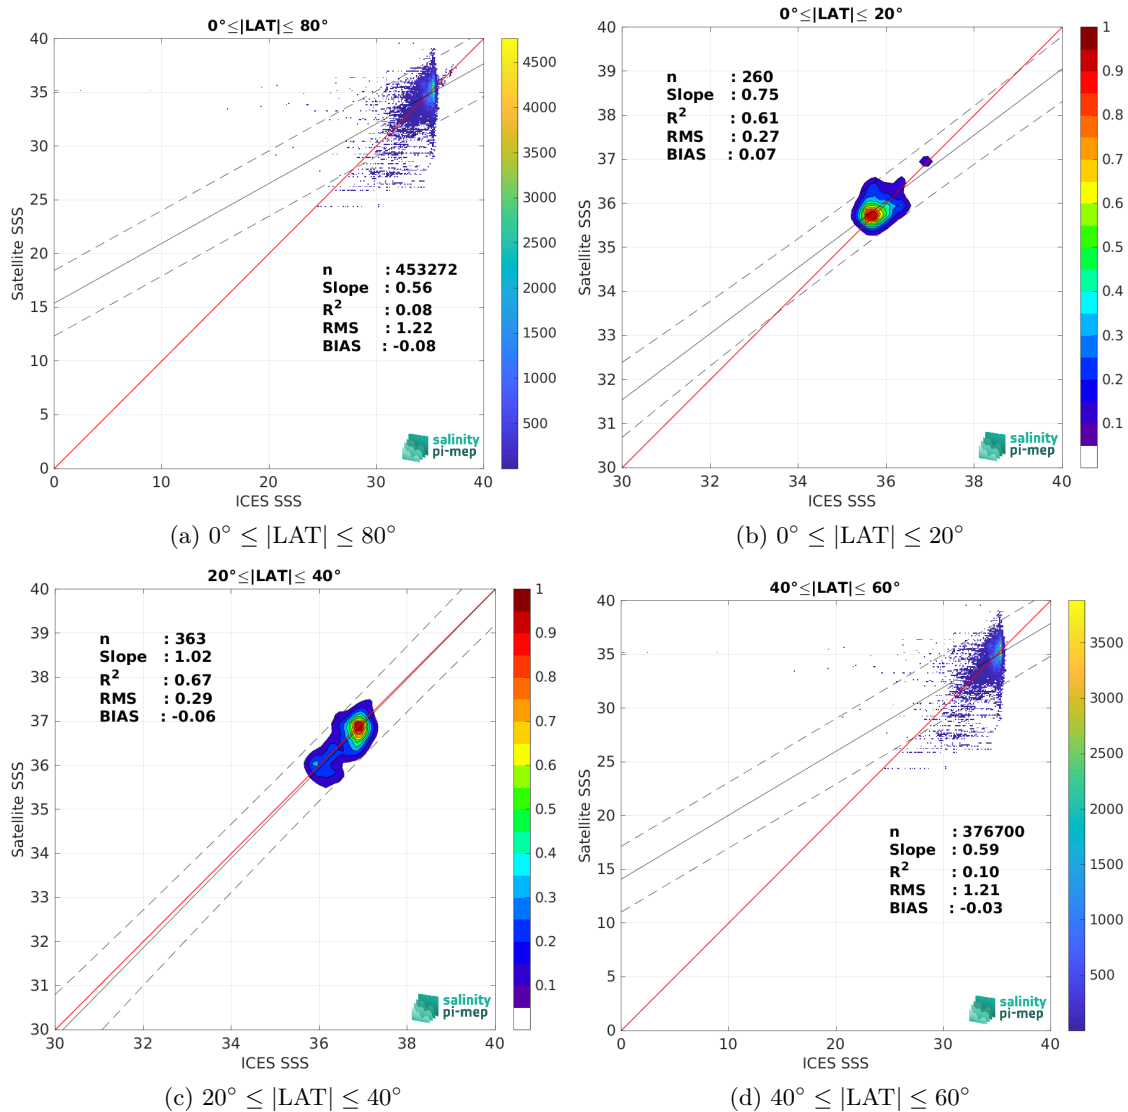 0°≤|LAT|≤ 80°
40
35
30
25
20
15
10
5
0
Satellite SSS
n : 453272
Slope : 0.56
R² : 0.08
RMS : 1.22
BIAS : -0.08
salinity
pi-mep
0 10 20 30 40
ICES SSS
4500
4000
3500
3000
2500
2000
1500
1000
500
(a) 0° ≤ |LAT| ≤ 80°
0°≤|LAT|≤ 20°
40
39
38
37
36
35
34
33
32
31
30
Satellite SSS
n : 260
Slope : 0.75
R² : 0.61
RMS : 0.27
BIAS : 0.07
salinity
pi-mep
30 32 34 36 38 40
ICES SSS
1
0.9
0.8
0.7
0.6
0.5
0.4
0.3
0.2
0.1
(b) 0° ≤ |LAT| ≤ 20°
20°≤|LAT|≤ 40°
40
39
38
37
36
35
34
33
32
31
30
Satellite SSS
n : 363
Slope : 1.02
R² : 0.67
RMS : 0.29
BIAS : -0.06
salinity
pi-mep
30 32 34 36 38 40
ICES SSS
1
0.9
0.8
0.7
0.6
0.5
0.4
0.3
0.2
0.1
(c) 20° ≤ |LAT| ≤ 40°
40°≤|LAT|≤ 60°
40
35
30
25
20
15
10
5
0
Satellite SSS
n : 376700
Slope : 0.59
R² : 0.10
RMS : 1.21
BIAS : -0.03
salinity
pi-mep
0 10 20 30 40
ICES SSS
3500
3000
2500
2000
1500
1000
500
(d) 40° ≤ |LAT| ≤ 60°